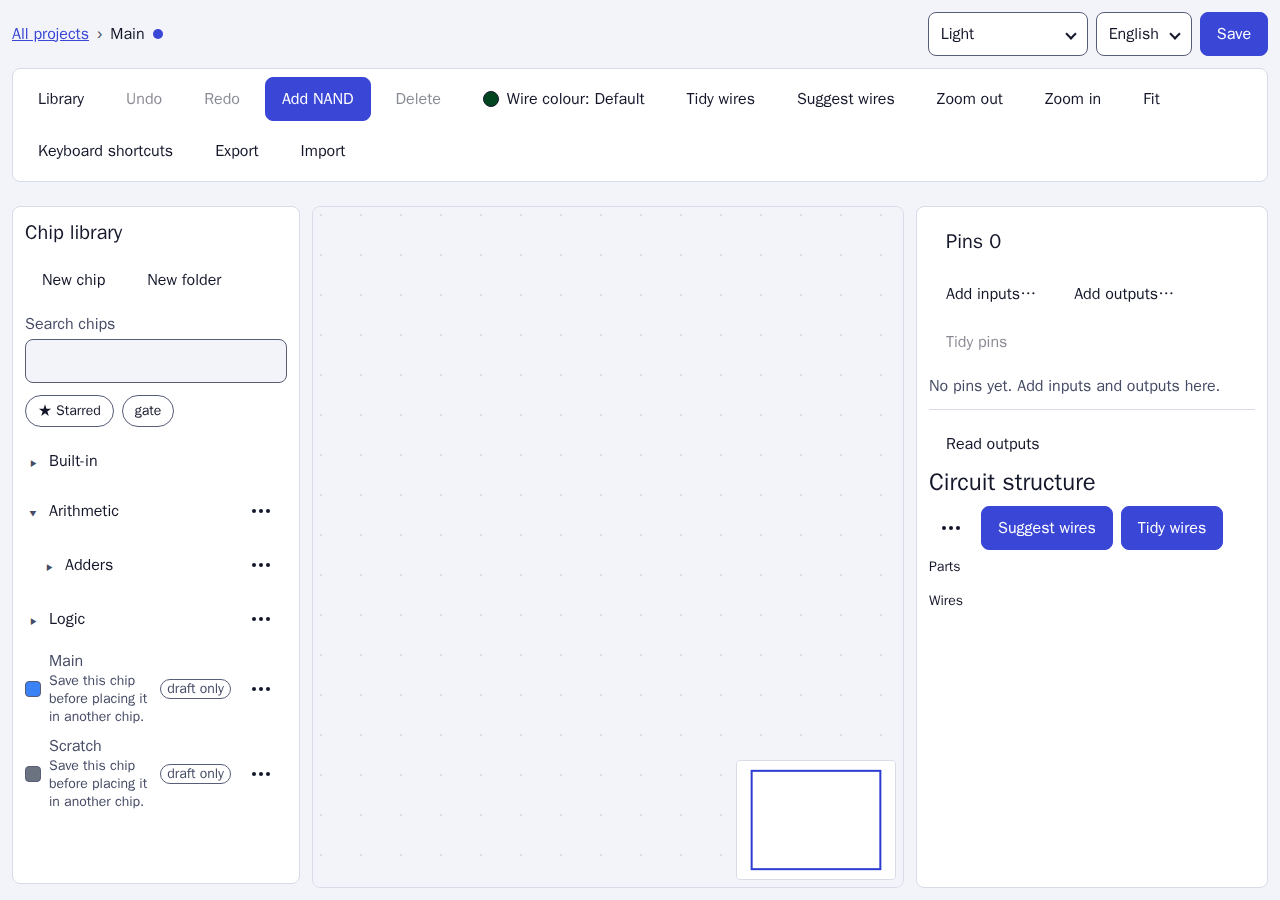 All projects › Main
Light
English
Save
Library
Undo
Redo
Add NAND
Delete
Wire colour: Default
Tidy wires
Suggest wires
Zoom out
Zoom in
Fit
Keyboard shortcuts
Export
Import
Chip library
New chip
New folder
Search chips
★ Starred
gate
Built-in
Arithmetic
Adders
Logic
Main
Save this chip
before placing it
in another chip.
draft only
Scratch
Save this chip
before placing it
in another chip.
draft only
Pins 0
Add inputs…
Add outputs…
Tidy pins
No pins yet. Add inputs and outputs here.
Read outputs
Circuit structure
Suggest wires
Tidy wires
Parts
Wires